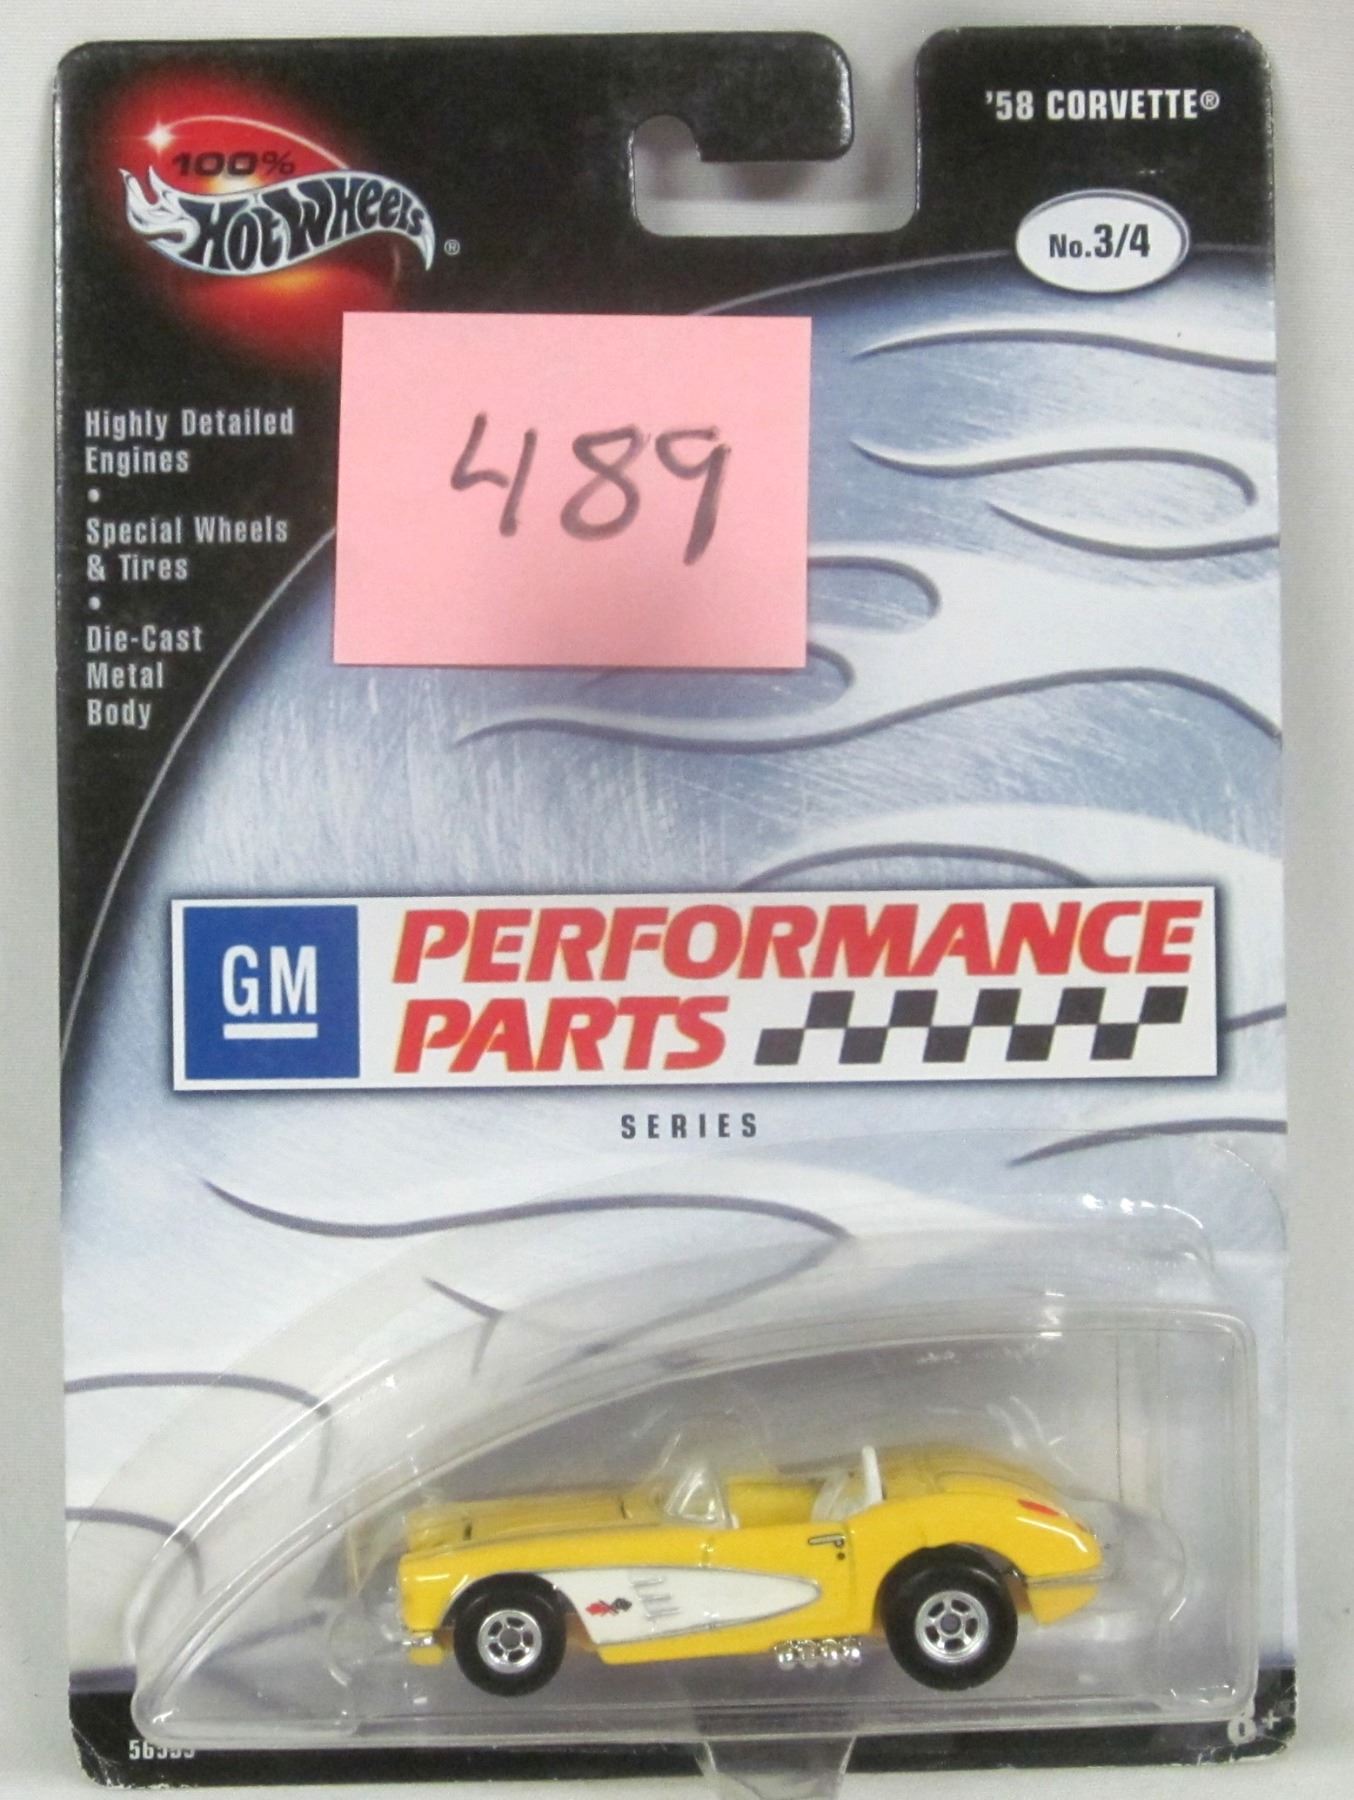 '58 CORVETTE®
100%
HOT WHEELS®
No.3/4
489
Highly Detailed
Engines
•
Special Wheels
& Tires
•
Die-Cast
Metal
Body
GM PERFORMANCE
PARTS
SERIES
8+